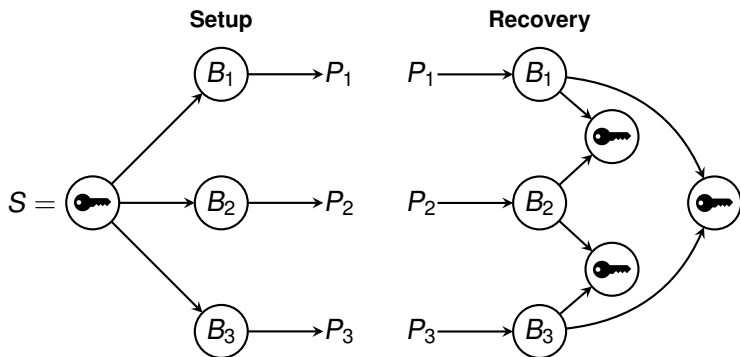 Setup
Recovery
B₁ P₁ P₁ B₁
S = B₂ P₂ P₂ B₂
B₃ P₃ P₃ B₃